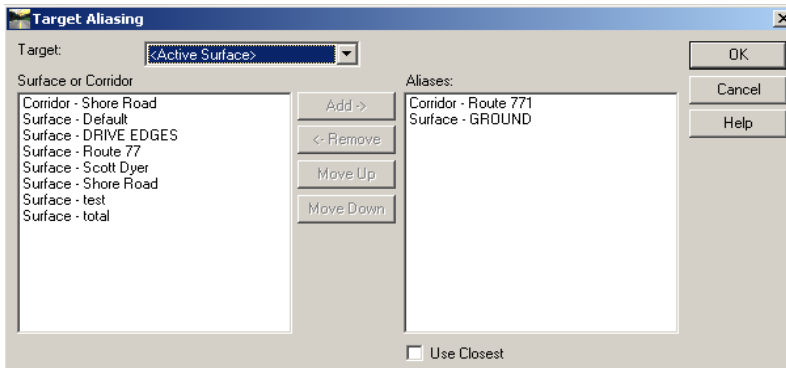 Target Aliasing
Target: <Active Surface>
OK
Surface or Corridor
Aliases:
Cancel
Help
Corridor - Shore Road
Surface - Default
Surface - DRIVE EDGES
Surface - Route 77
Surface - Scott Dyer
Surface - Shore Road
Surface - test
Surface - total
Add ->
<- Remove
Move Up
Move Down
Corridor - Route 771
Surface - GROUND
Use Closest